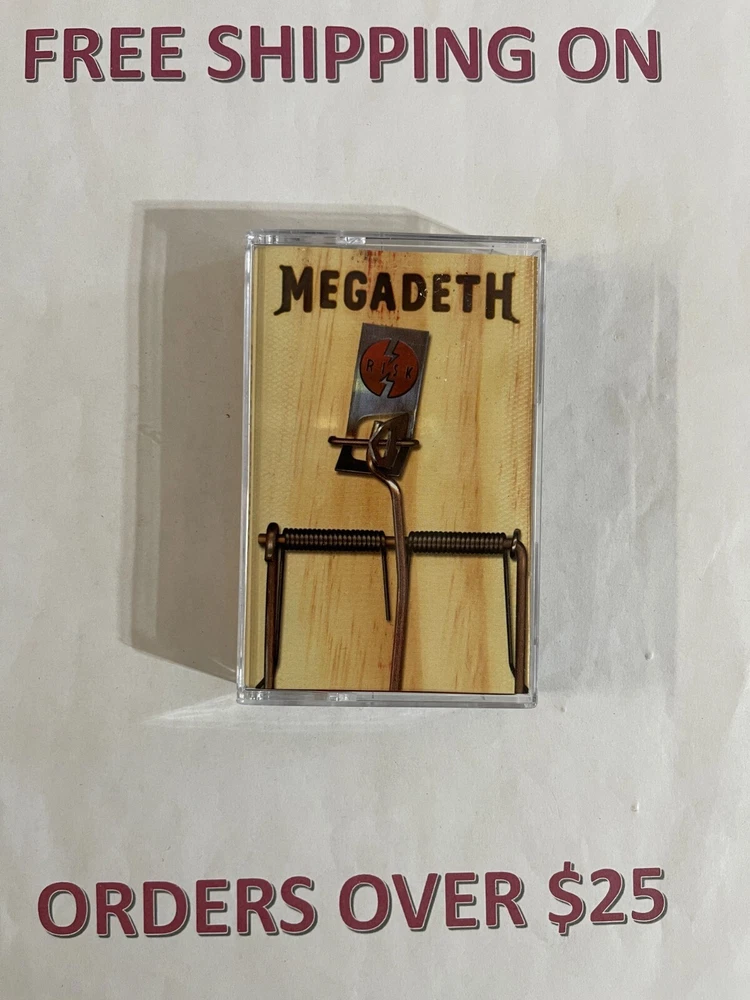 FREE SHIPPING ON
MEGADETH
RISK
ORDERS OVER $25